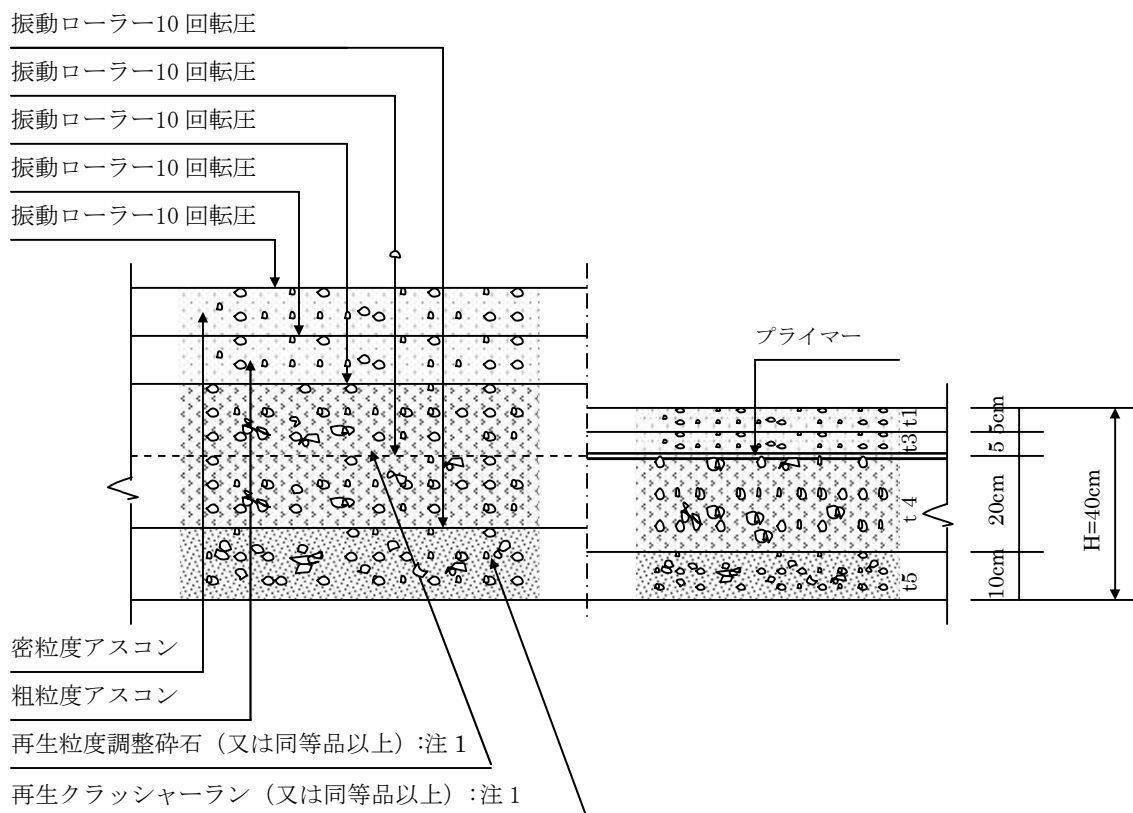 振動ローラー10 回転圧
振動ローラー10 回転圧
振動ローラー10 回転圧
振動ローラー10 回転圧
振動ローラー10 回転圧
プライマー
t1
t3
t 4
t5
5cm
5
20cm
10cm
H=40cm
密粒度アスコン
粗粒度アスコン
再生粒度調整砕石（又は同等品以上）:注 1
再生クラッシャーラン（又は同等品以上）:注 1